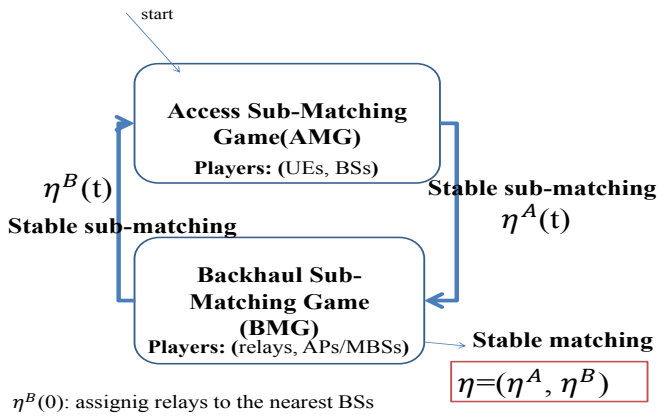 start
Access Sub-Matching
Game(AMG)
Players: (UEs, BSs)
η^B(t)
Stable sub-matching
Stable sub-matching
η^A(t)
Backhaul Sub-
Matching Game
(BMG)
Players: (relays, APs/MBSs)
Stable matching
η=(η^A, η^B)
η^B(0): assignig relays to the nearest BSs